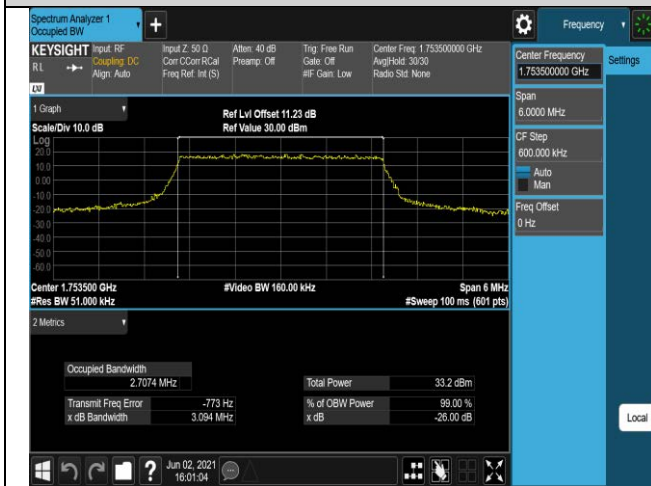 Spectrum Analyzer 1
Occupied BW
+
Frequency
KEYSIGHT
RL
LXI
Input: RF
Coupling: DC
Align: Auto
Input Z: 50 Ω
Corr CCorr RCal
Freq Ref: Int (S)
Atten: 40 dB
Preamp: Off
Trig: Free Run
Gate: Off
#IF Gain: Low
Center Freq: 1.753500000 GHz
Avg|Hold: 30/30
Radio Std: None
Center Frequency
1.753500000 GHz
Settings
Span
6.0000 MHz
CF Step
600.000 kHz
Auto
Man
Freq Offset
0 Hz
1 Graph
Scale/Div 10.0 dB
Ref Lvl Offset 11.23 dB
Ref Value 30.00 dBm
Log
20.0
10.0
0.00
-10.0
-20.0
-30.0
-40.0
-50.0
-60.0
Center 1.753500 GHz
#Video BW 160.00 kHz
Span 6 MHz
#Res BW 51.000 kHz
#Sweep 100 ms (601 pts)
2 Metrics
Occupied Bandwidth
2.7074 MHz
Total Power 33.2 dBm
Transmit Freq Error -773 Hz
% of OBW Power 99.00 %
x dB Bandwidth 3.094 MHz
x dB -26.00 dB
Local
?
Jun 02, 2021
16:01:04